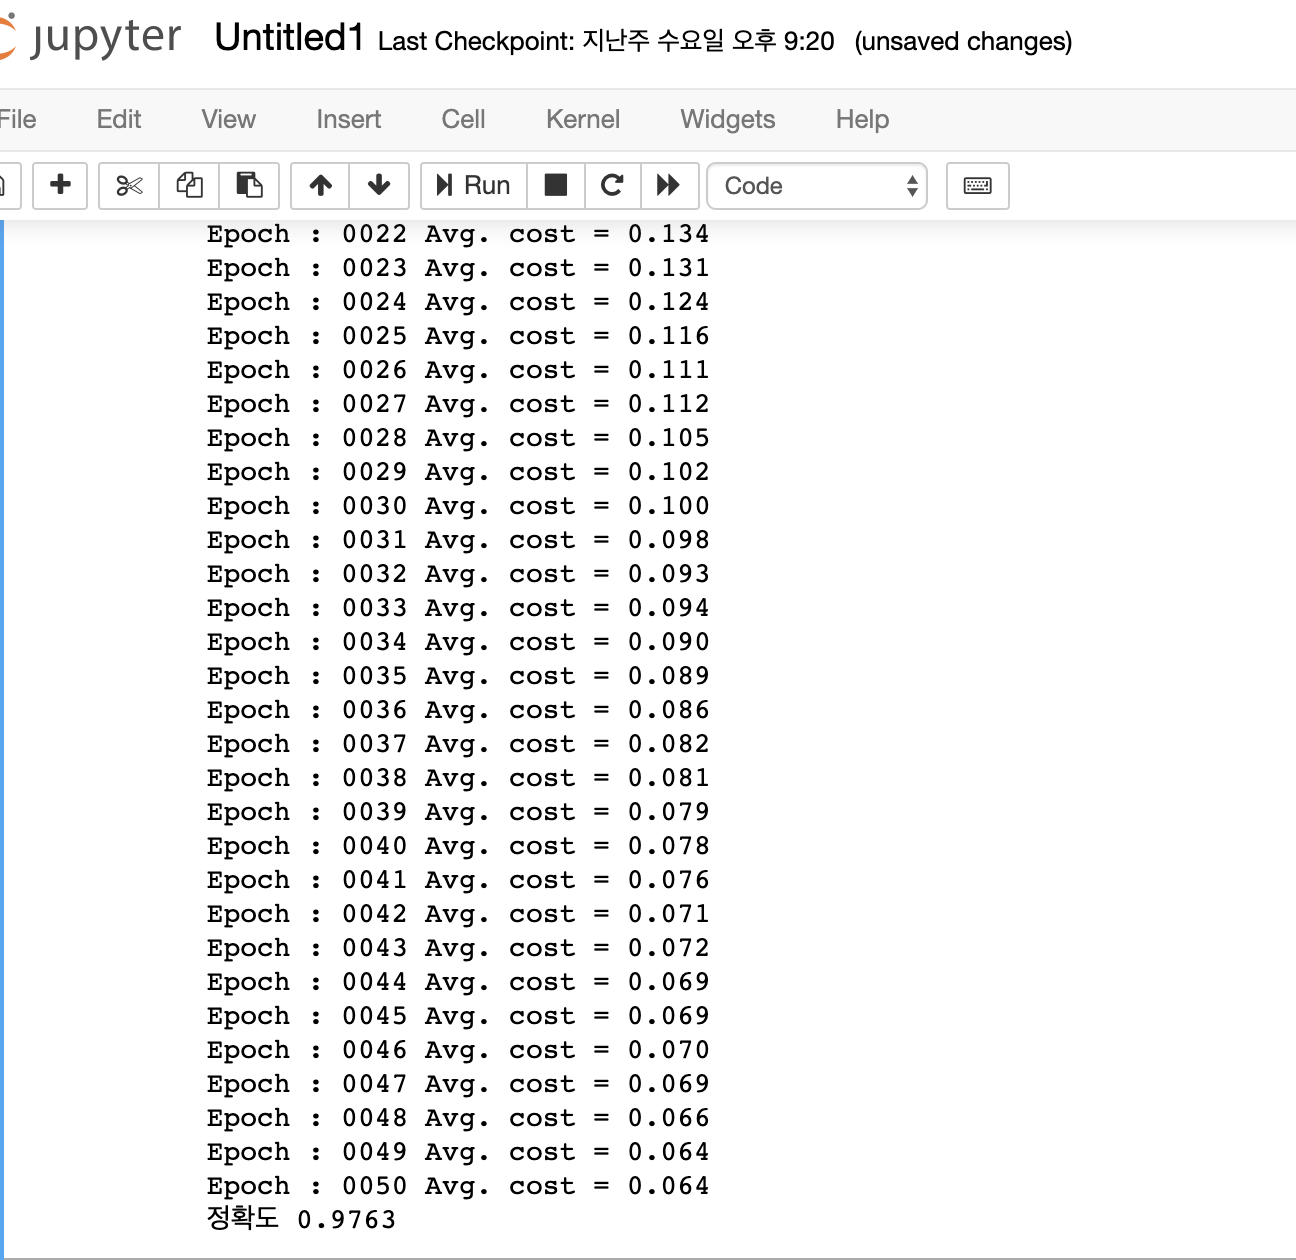 jupyter Untitled1 Last Checkpoint: 지난주 수요일 오후 9:20 (unsaved changes)
File Edit View Insert Cell Kernel Widgets Help
Run Code
Epoch : 0022 Avg. cost = 0.134
Epoch : 0023 Avg. cost = 0.131
Epoch : 0024 Avg. cost = 0.124
Epoch : 0025 Avg. cost = 0.116
Epoch : 0026 Avg. cost = 0.111
Epoch : 0027 Avg. cost = 0.112
Epoch : 0028 Avg. cost = 0.105
Epoch : 0029 Avg. cost = 0.102
Epoch : 0030 Avg. cost = 0.100
Epoch : 0031 Avg. cost = 0.098
Epoch : 0032 Avg. cost = 0.093
Epoch : 0033 Avg. cost = 0.094
Epoch : 0034 Avg. cost = 0.090
Epoch : 0035 Avg. cost = 0.089
Epoch : 0036 Avg. cost = 0.086
Epoch : 0037 Avg. cost = 0.082
Epoch : 0038 Avg. cost = 0.081
Epoch : 0039 Avg. cost = 0.079
Epoch : 0040 Avg. cost = 0.078
Epoch : 0041 Avg. cost = 0.076
Epoch : 0042 Avg. cost = 0.071
Epoch : 0043 Avg. cost = 0.072
Epoch : 0044 Avg. cost = 0.069
Epoch : 0045 Avg. cost = 0.069
Epoch : 0046 Avg. cost = 0.070
Epoch : 0047 Avg. cost = 0.069
Epoch : 0048 Avg. cost = 0.066
Epoch : 0049 Avg. cost = 0.064
Epoch : 0050 Avg. cost = 0.064
정확도 0.9763